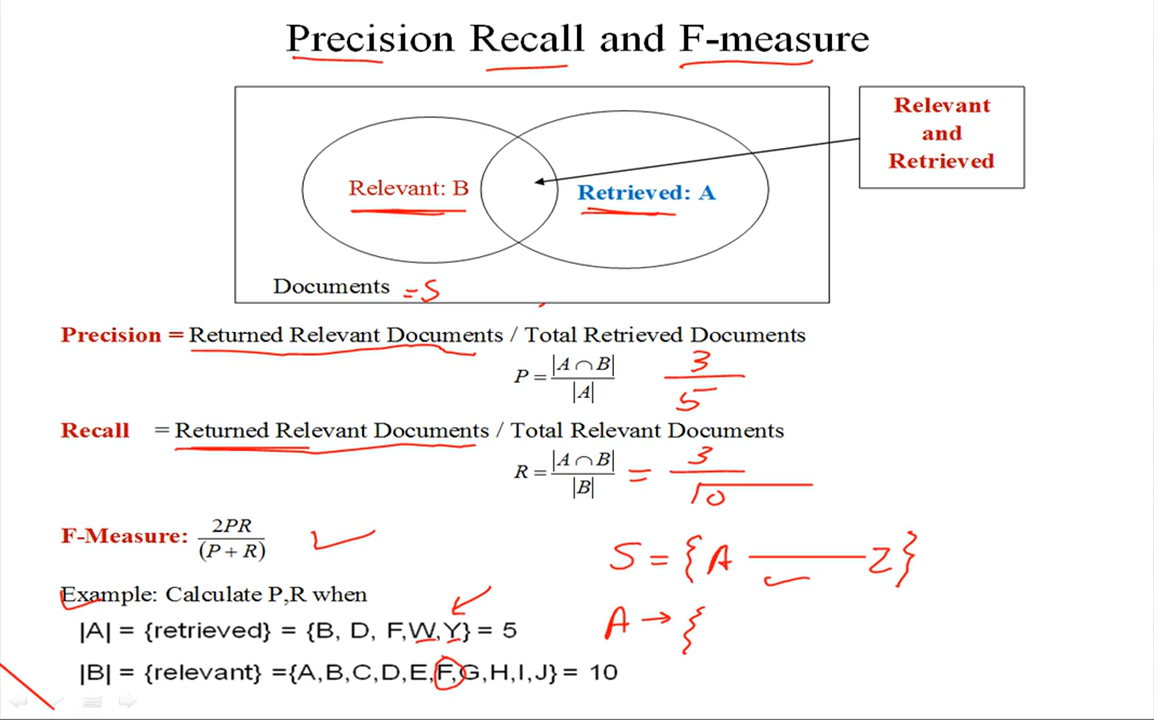 Precision Recall and F-measure
Relevant
and
Retrieved
Relevant: B
Retrieved: A
Documents = S
Precision = Returned Relevant Documents / Total Retrieved Documents
P = |A ∩ B| / |A| 3/5
Recall = Returned Relevant Documents / Total Relevant Documents
R = |A ∩ B| / |B| = 3/10
F-Measure: 2PR / (P + R)
S = {A — Z}
Example: Calculate P,R when
A → {
|A| = {retrieved} = {B, D, F,W,Y} = 5
|B| = {relevant} ={A,B,C,D,E,F,G,H,I,J} = 10